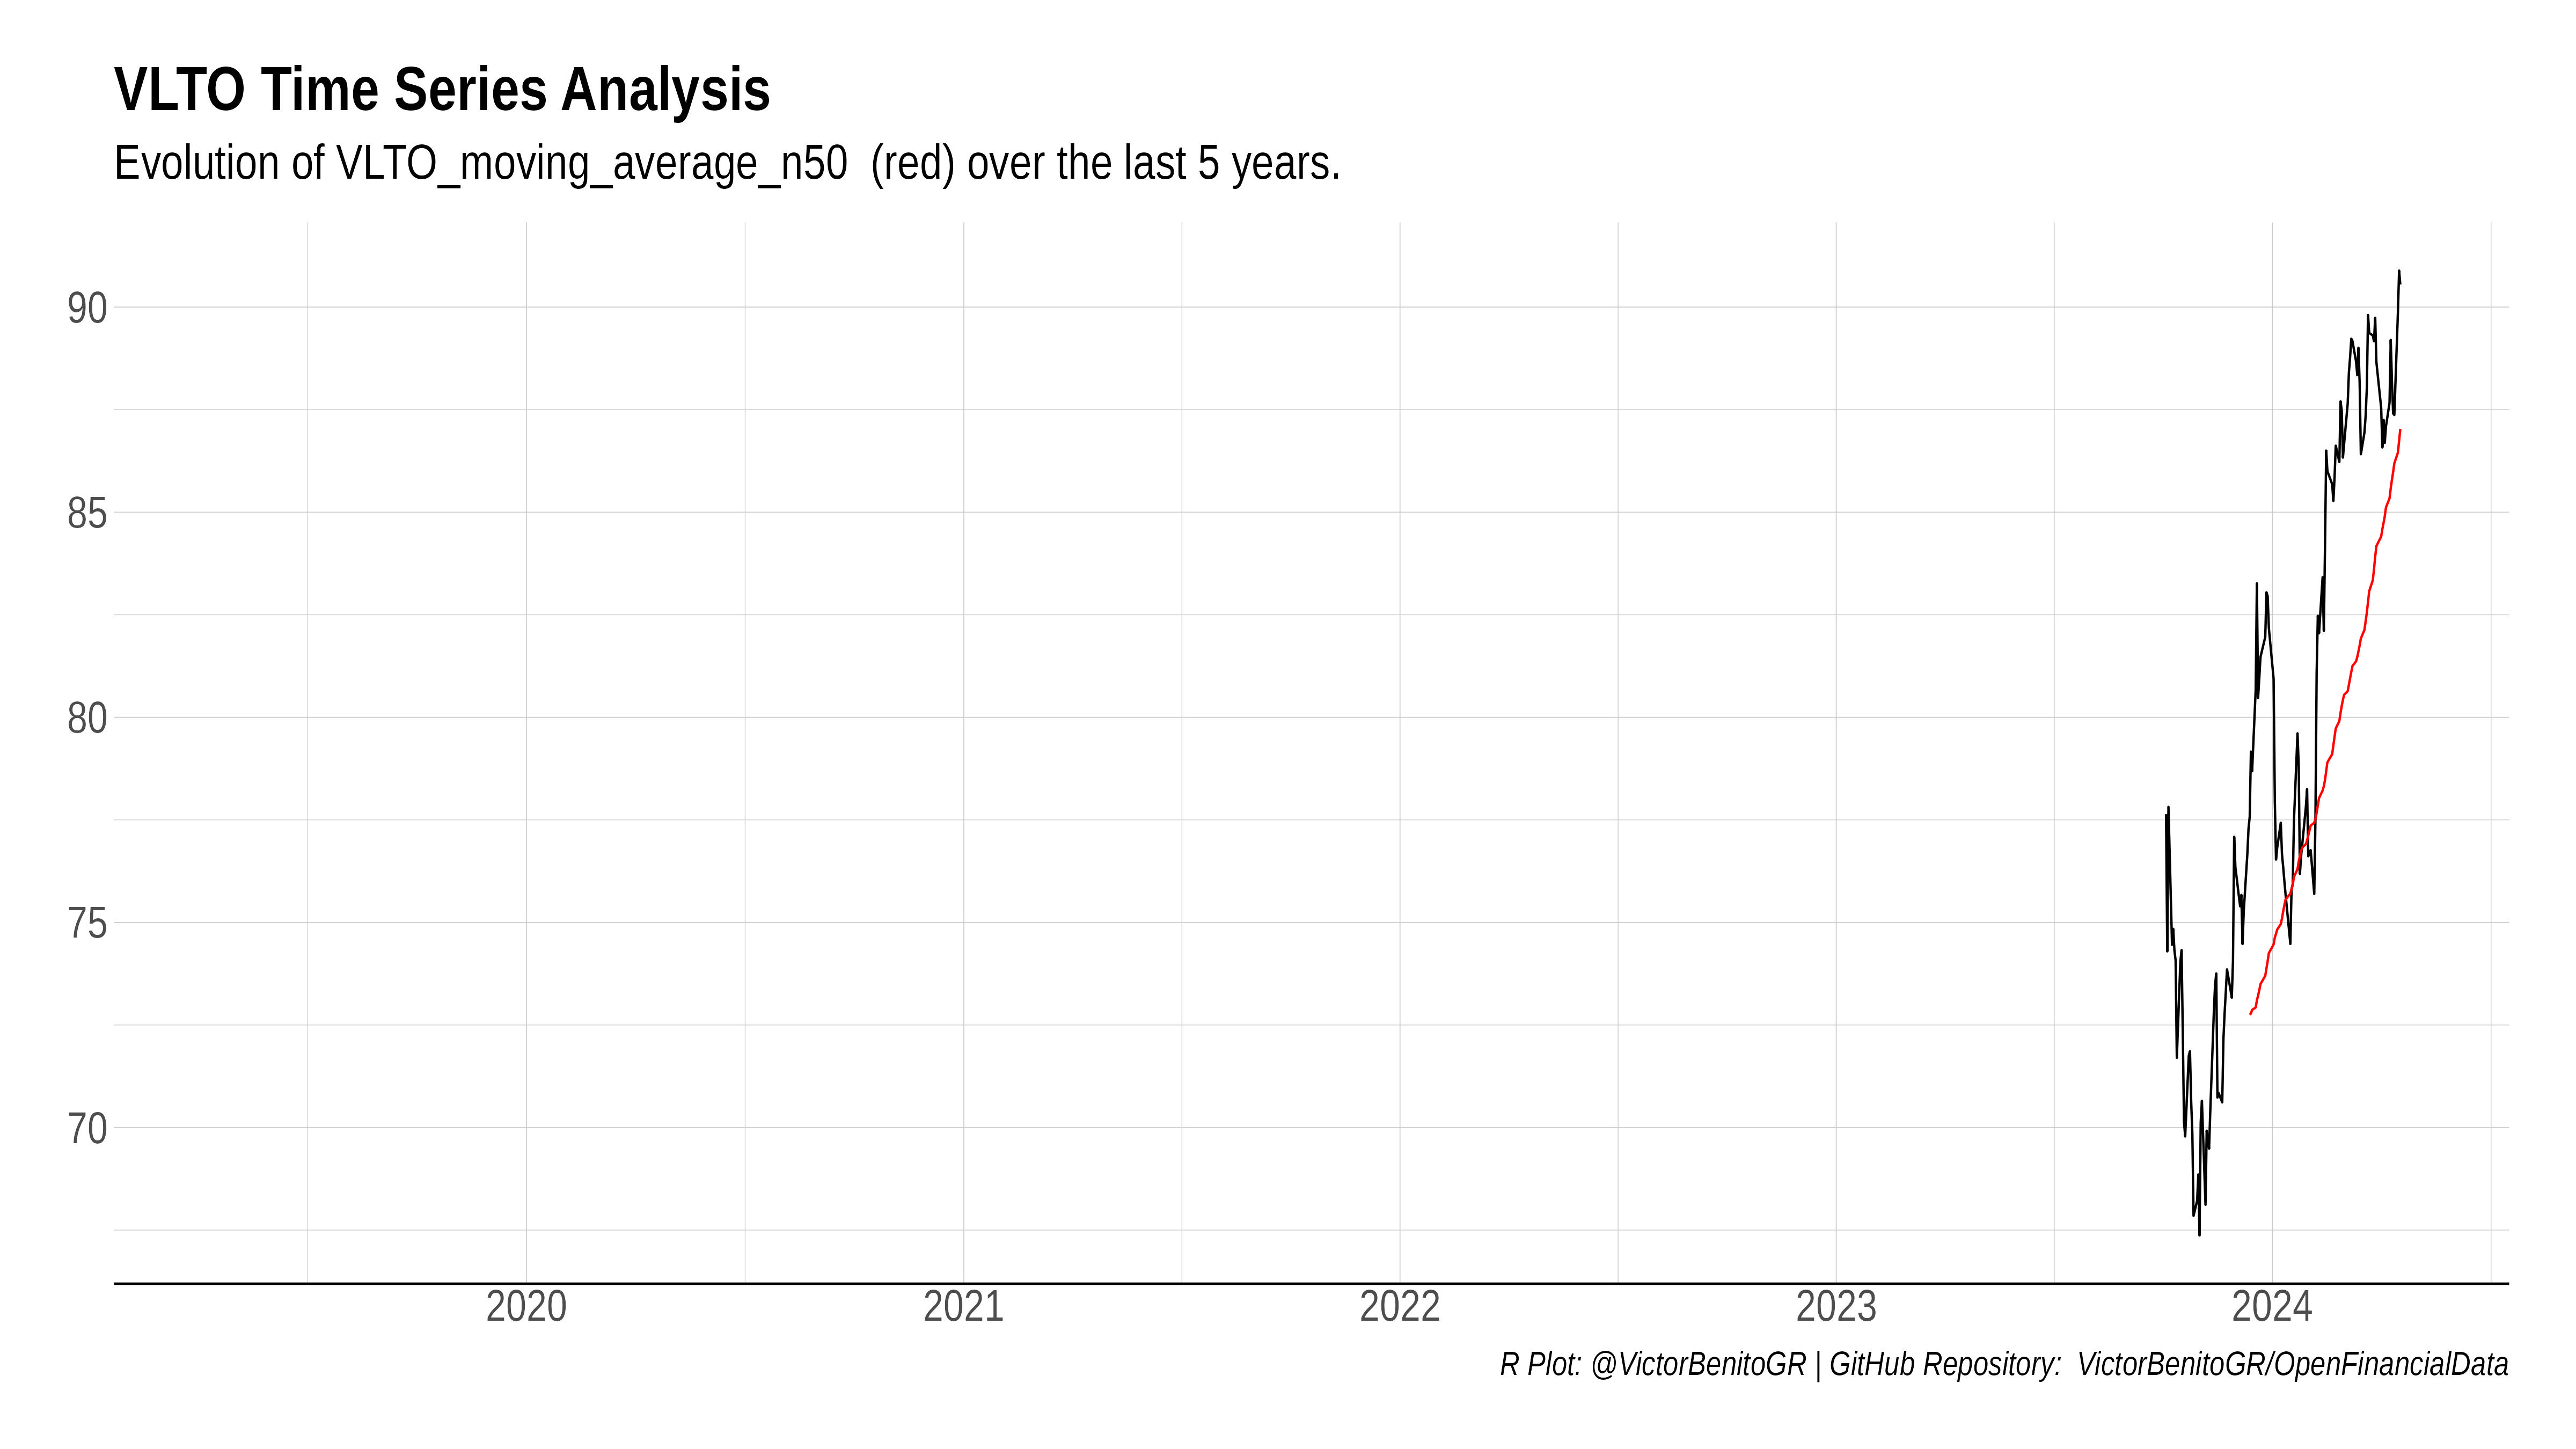 VLTO Time Series Analysis
Evolution of VLTO_moving_average_n50  (red) over the last 5 years.
90
85
80
75
70
2020 2021 2022 2023 2024
R Plot: @VictorBenitoGR | GitHub Repository:  VictorBenitoGR/OpenFinancialData